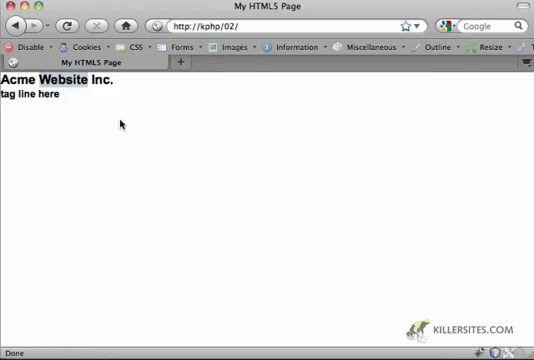 My HTML5 Page
http://kphp/02/
Google
Disable Cookies CSS Forms Images Information Miscellaneous Outline Resize
My HTML5 Page
Acme Website Inc.
tag line here
KILLERSITES.COM
Done